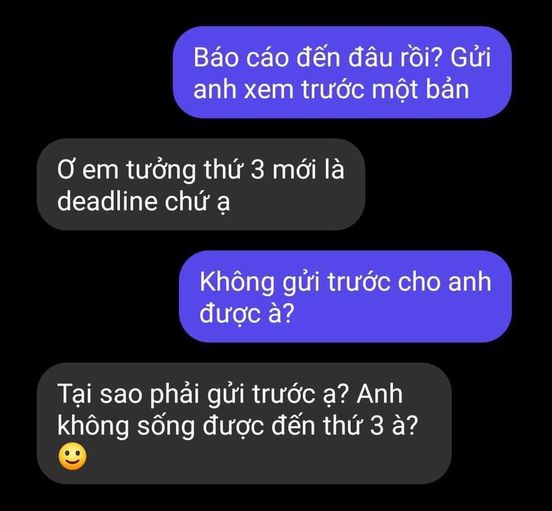 Báo cáo đến đâu rồi? Gửi
anh xem trước một bản
Ơ em tưởng thứ 3 mới là
deadline chứ ạ
Không gửi trước cho anh
được à?
Tại sao phải gửi trước ạ? Anh
không sống được đến thứ 3 à?
🙂